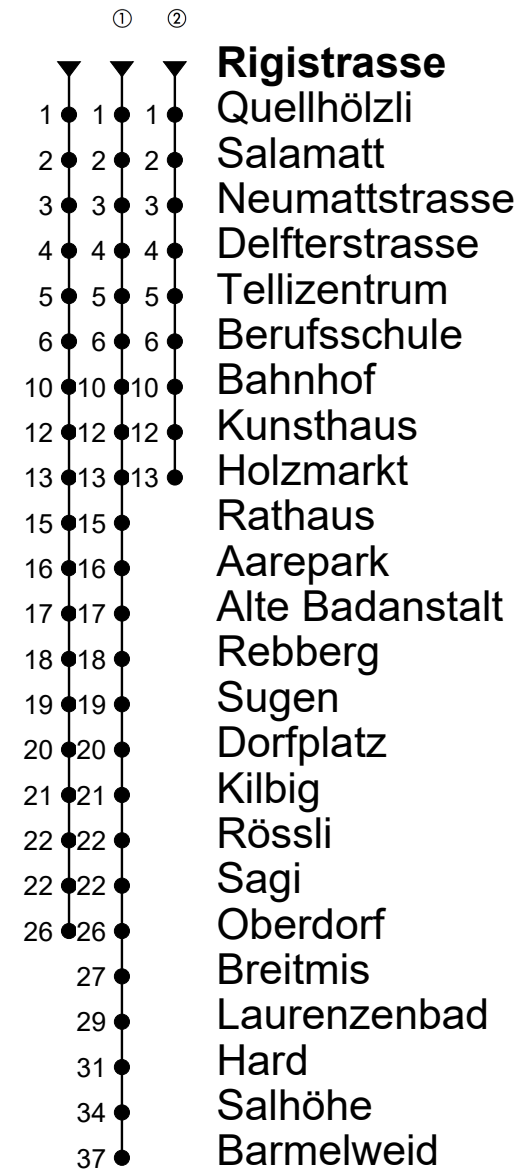 ① ②
Rigistrasse
1 1 1 Quellhölzli
2 2 2 Salamatt
3 3 3 Neumattstrasse
4 4 4 Delfterstrasse
5 5 5 Tellizentrum
6 6 6 Berufsschule
10 10 10 Bahnhof
12 12 12 Kunsthaus
13 13 13 Holzmarkt
15 15 Rathaus
16 16 Aarepark
17 17 Alte Badanstalt
18 18 Rebberg
19 19 Sugen
20 20 Dorfplatz
21 21 Kilbig
22 22 Rössli
22 22 Sagi
26 26 Oberdorf
27 Breitmis
29 Laurenzenbad
31 Hard
34 Salhöhe
37 Barmelweid